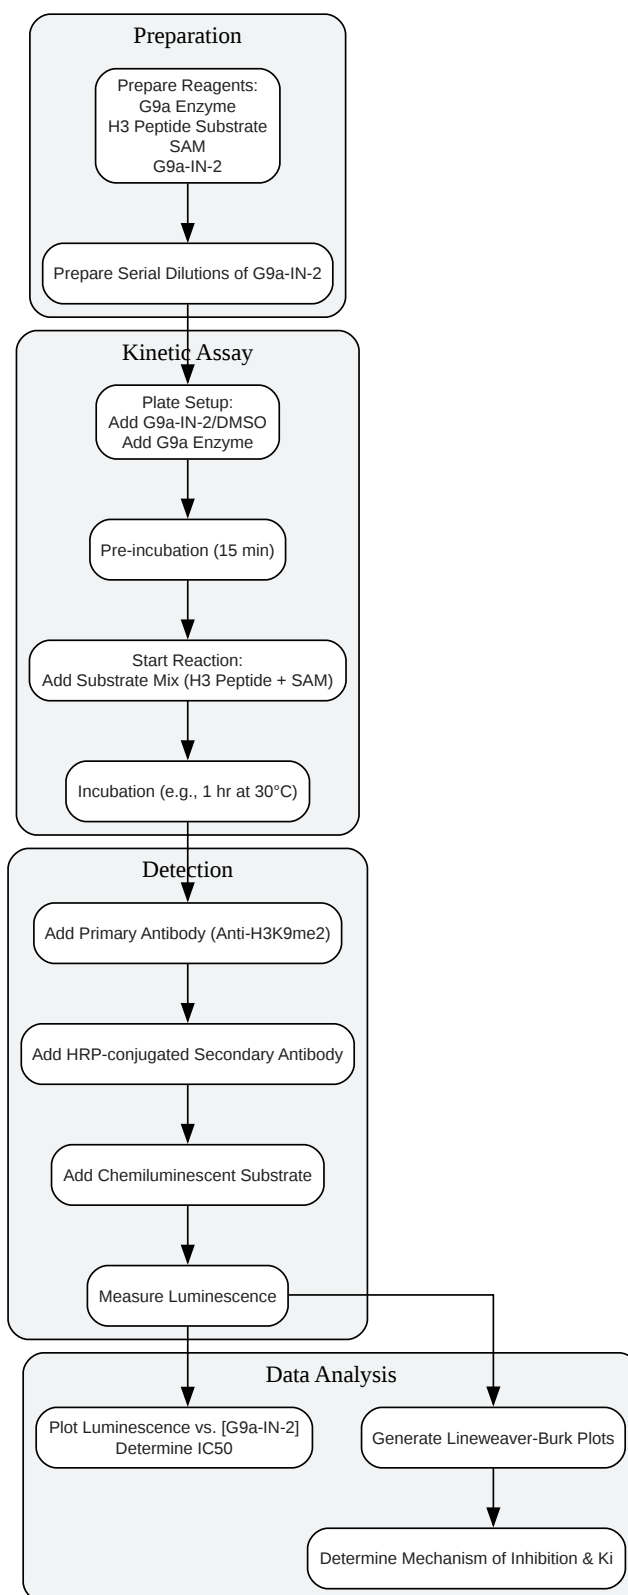 Preparation
Prepare Reagents:
G9a Enzyme
H3 Peptide Substrate
SAM
G9a-IN-2
Prepare Serial Dilutions of G9a-IN-2
Kinetic Assay
Plate Setup:
Add G9a-IN-2/DMSO
Add G9a Enzyme
Pre-incubation (15 min)
Start Reaction:
Add Substrate Mix (H3 Peptide + SAM)
Incubation (e.g., 1 hr at 30°C)
Detection
Add Primary Antibody (Anti-H3K9me2)
Add HRP-conjugated Secondary Antibody
Add Chemiluminescent Substrate
Measure Luminescence
Data Analysis
Plot Luminescence vs. [G9a-IN-2]
Determine IC50
Generate Lineweaver-Burk Plots
Determine Mechanism of Inhibition & Ki